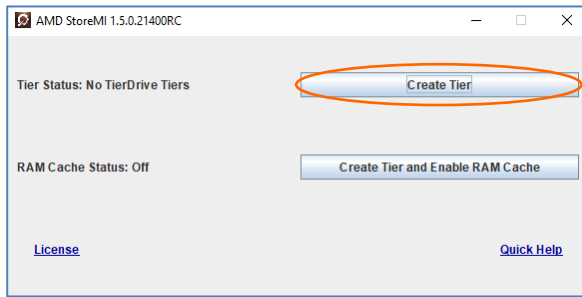 AMD StoreMI 1.5.0.21400RC
Tier Status: No TierDrive Tiers
Create Tier
RAM Cache Status: Off
Create Tier and Enable RAM Cache
License
Quick Help